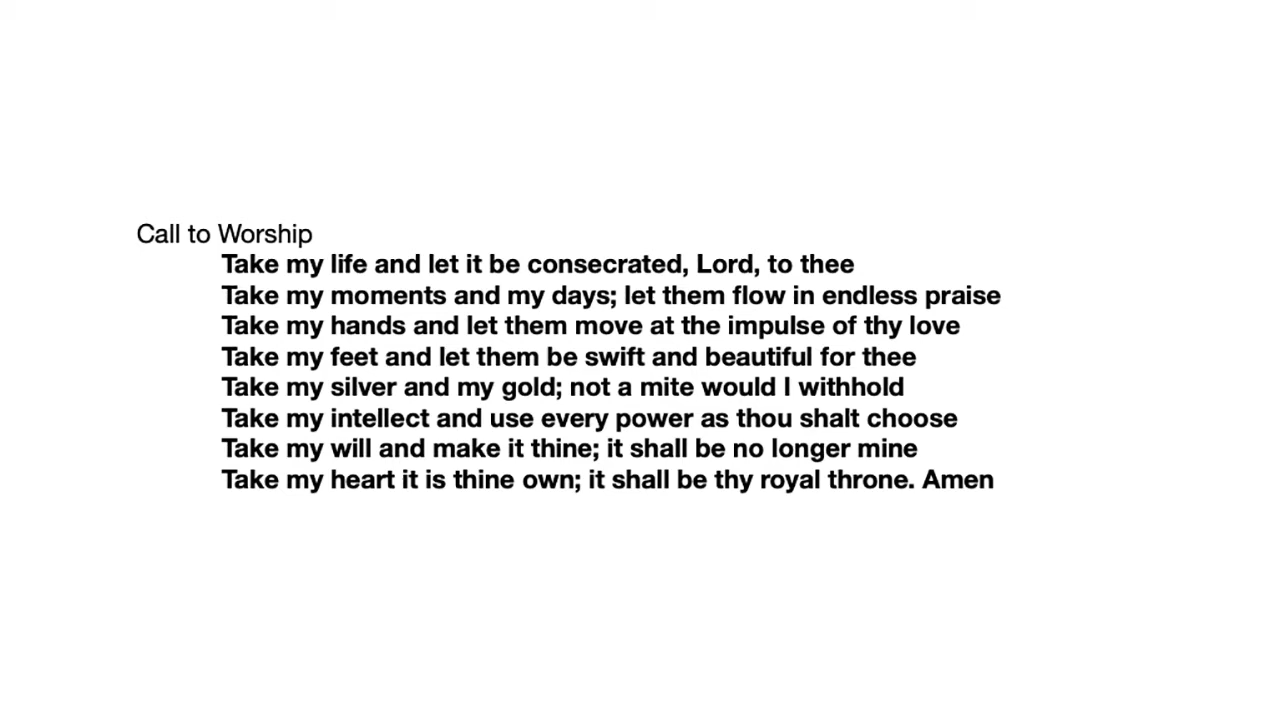 Call to Worship
Take my life and let it be consecrated, Lord, to thee
Take my moments and my days; let them flow in endless praise
Take my hands and let them move at the impulse of thy love
Take my feet and let them be swift and beautiful for thee
Take my silver and my gold; not a mite would I withhold
Take my intellect and use every power as thou shalt choose
Take my will and make it thine; it shall be no longer mine
Take my heart it is thine own; it shall be thy royal throne. Amen